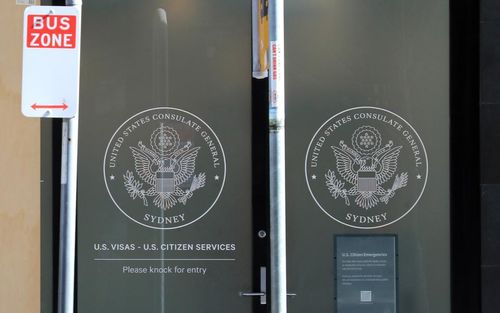 BUS
ZONE
UNITED STATES CONSULATE GENERAL
SYDNEY
U.S. VISAS - U.S. CITIZEN SERVICES
Please knock for entry
UNITED STATES CONSULATE GENERAL
SYDNEY
U.S. Citizen Emergencies